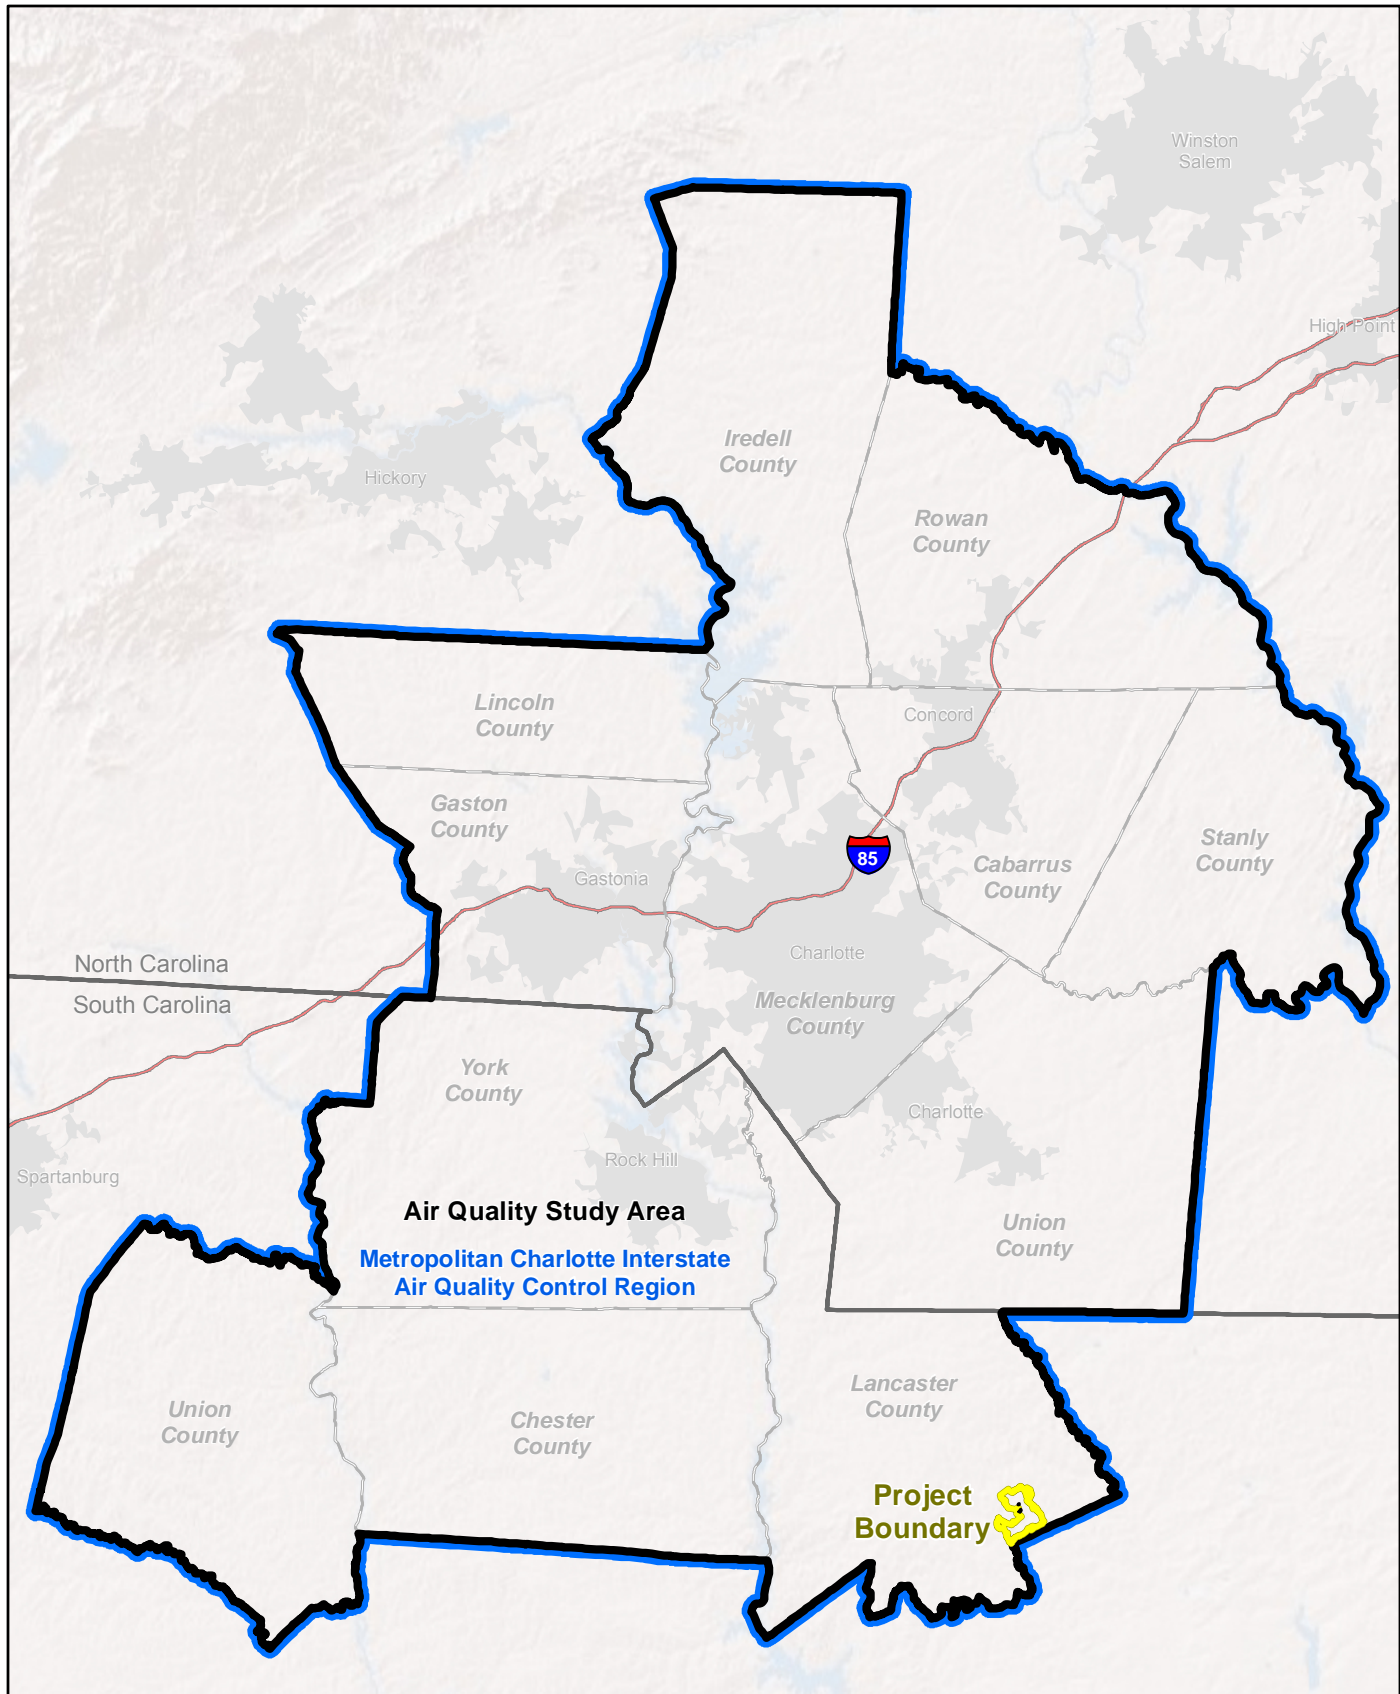 Winston
Salem
High Point
Iredell
County
Hickory
Rowan
County
Lincoln
County
Concord
Gaston
County
85
Stanly
County
Cabarrus
County
Gastonia
Charlotte
North Carolina
South Carolina
Mecklenburg
County
York
County
Charlotte
Rock Hill
Spartanburg
Air Quality Study Area
Union
County
Metropolitan Charlotte Interstate
Air Quality Control Region
Lancaster
County
Union
County
Chester
County
Project
Boundary